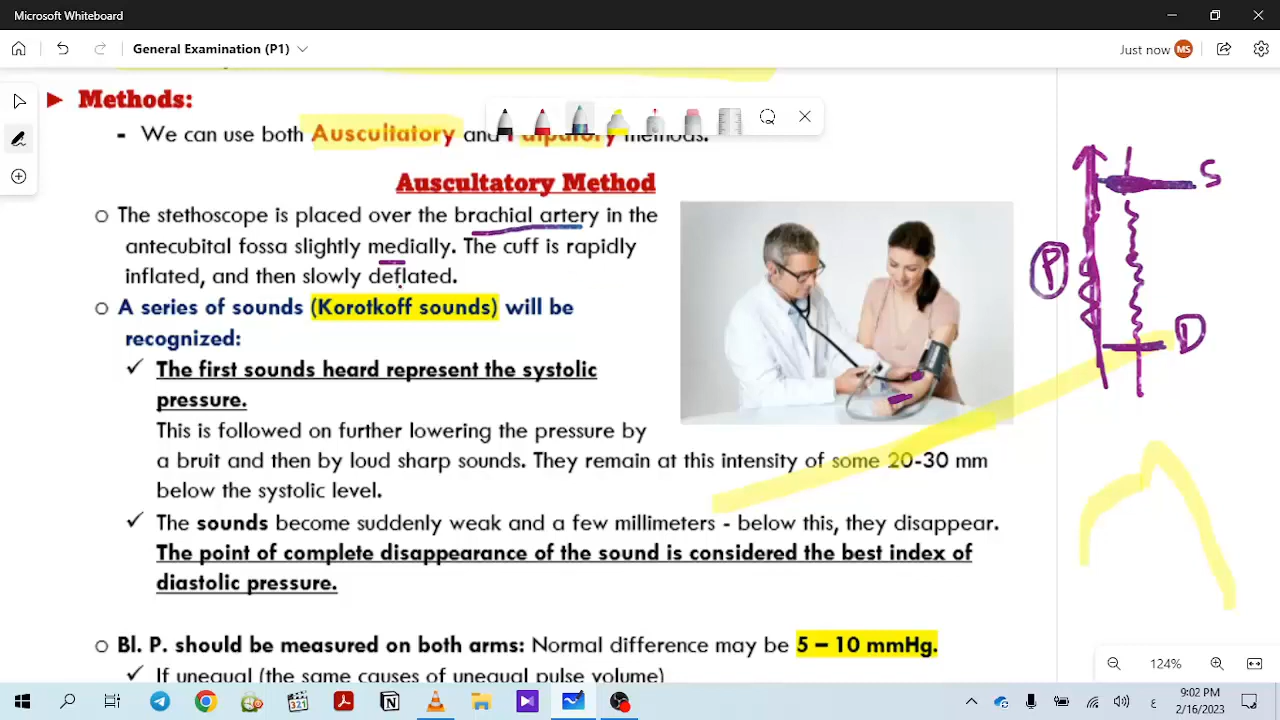 Microsoft Whiteboard
General Examination (P1)
Just now MS
Methods:
- We can use both Auscultatory and Palpatory methods.
Auscultatory Method
The stethoscope is placed over the brachial artery in the
antecubital fossa slightly medially. The cuff is rapidly
inflated, and then slowly deflated.
A series of sounds (Korotkoff sounds) will be
recognized:
✓ The first sounds heard represent the systolic
pressure.
This is followed on further lowering the pressure by
a bruit and then by loud sharp sounds. They remain at this intensity of some 20-30 mm
below the systolic level.
✓ The sounds become suddenly weak and a few millimeters - below this, they disappear.
The point of complete disappearance of the sound is considered the best index of
diastolic pressure.
Bl. P. should be measured on both arms: Normal difference may be 5 – 10 mmHg.
✓ If unequal (the same causes of unequal pulse volume)
S
P
D
124%
321
ع
9:02 PM
2/16/2023